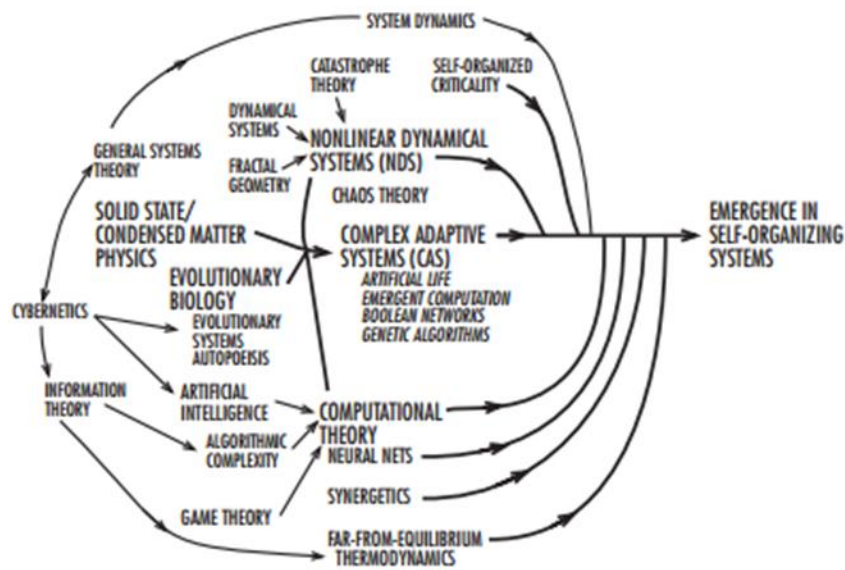 SYSTEM DYNAMICS
CATASTROPHE
THEORY
SELF-ORGANIZED
CRITICALITY
DYNAMICAL
SYSTEMS
NONLINEAR DYNAMICAL
SYSTEMS (NDS)
GENERAL SYSTEMS
THEORY
FRACTAL
GEOMETRY
CHAOS THEORY
SOLID STATE/
CONDENSED MATTER
PHYSICS
COMPLEX ADAPTIVE
SYSTEMS (CAS)
ARTIFICIAL LIFE
EMERGENT COMPUTATION
BOOLEAN NETWORKS
GENETIC ALGORITHMS
EMERGENCE IN
SELF-ORGANIZING
SYSTEMS
EVOLUTIONARY
BIOLOGY
CYBERNETICS
EVOLUTIONARY
SYSTEMS
AUTOPOEISIS
INFORMATION
THEORY
ARTIFICIAL
INTELLIGENCE
COMPUTATIONAL
THEORY
ALGORITHMIC
COMPLEXITY
NEURAL NETS
SYNERGETICS
GAME THEORY
FAR-FROM-EQUILIBRIUM
THERMODYNAMICS